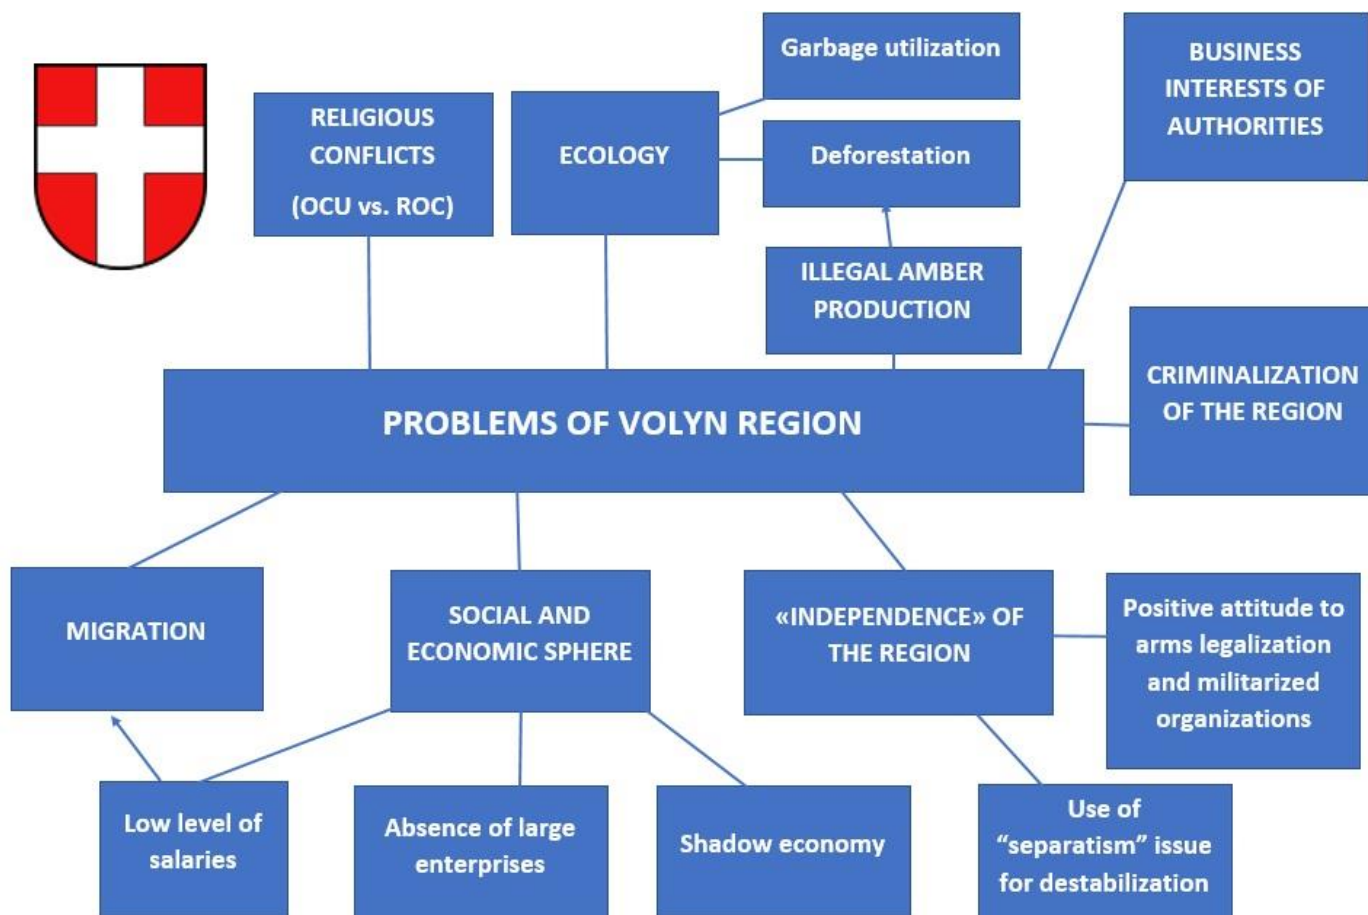 Garbage utilization
BUSINESS
INTERESTS OF
AUTHORITIES
RELIGIOUS
CONFLICTS
(OCU vs. ROC)
ECOLOGY
Deforestation
ILLEGAL AMBER
PRODUCTION
CRIMINALIZATION
OF THE REGION
PROBLEMS OF VOLYN REGION
MIGRATION
SOCIAL AND
ECONOMIC SPHERE
«INDEPENDENCE» OF
THE REGION
Positive attitude to
arms legalization
and militarized
organizations
Low level of
salaries
Absence of large
enterprises
Shadow economy
Use of
“separatism” issue
for destabilization